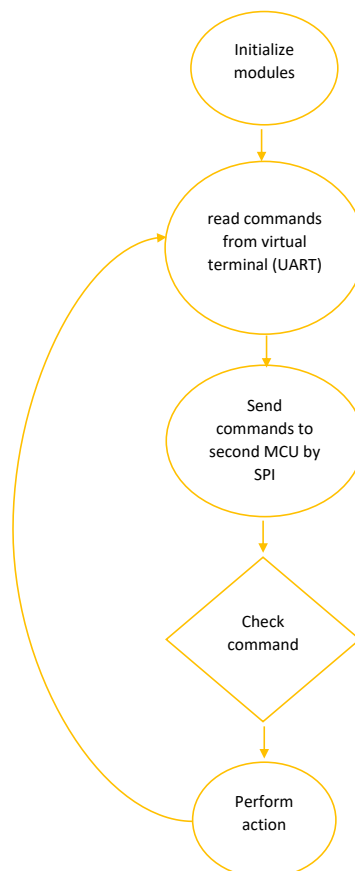 Initialize
modules
read commands
from virtual
terminal (UART)
Send
commands to
second MCU by
SPI
Check
command
Perform
action